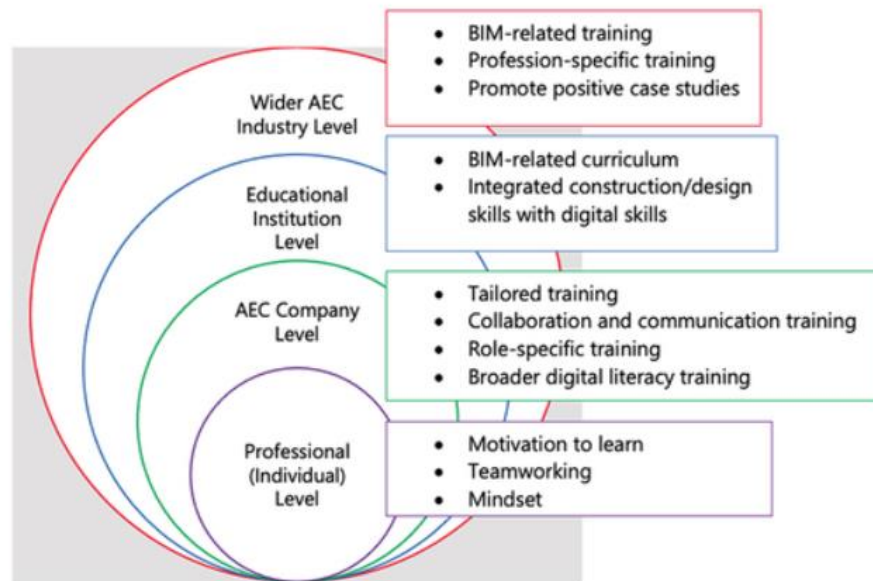 Wider AEC
Industry Level
• BIM-related training
• Profession-specific training
• Promote positive case studies
Educational
Institution
Level
• BIM-related curriculum
• Integrated construction/design
skills with digital skills
AEC Company
Level
• Tailored training
• Collaboration and communication training
• Role-specific training
• Broader digital literacy training
Professional
(Individual)
Level
• Motivation to learn
• Teamworking
• Mindset